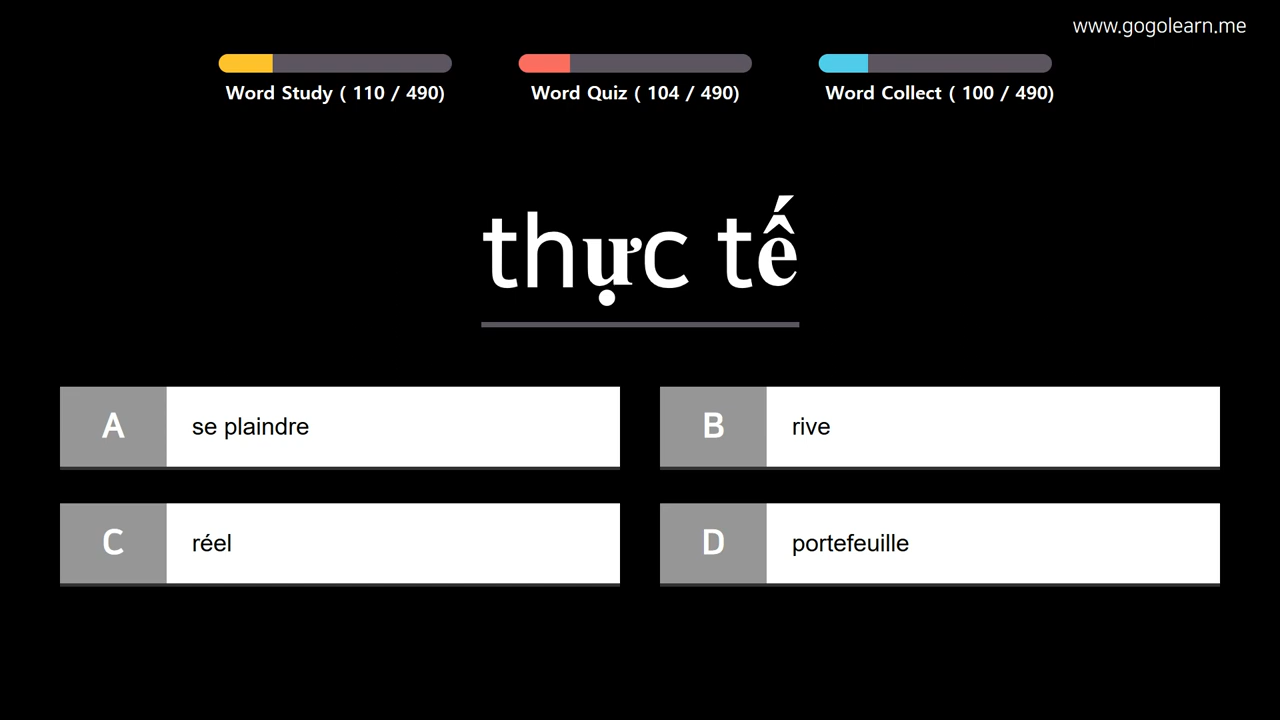 www.gogolearn.me
Word Study ( 110 / 490)
Word Quiz ( 104 / 490)
Word Collect ( 100 / 490)
thực tế
A
se plaindre
B
rive
C
réel
D
portefeuille